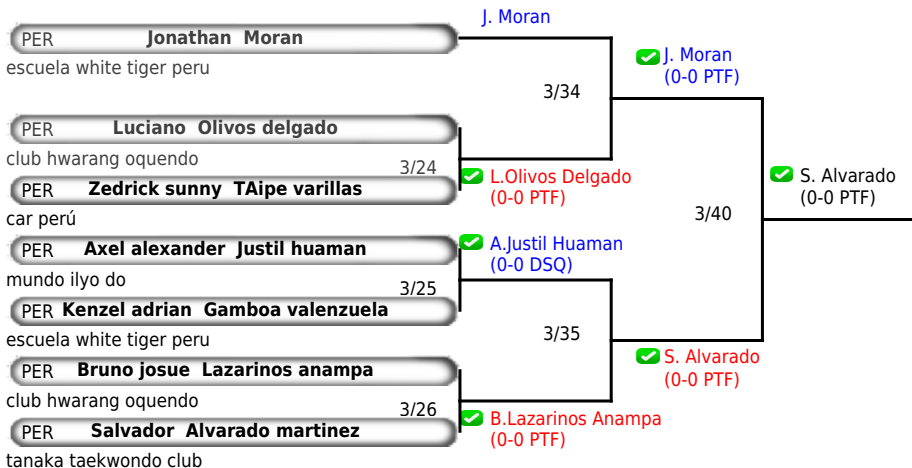 J. Moran
PER Jonathan Moran
escuela white tiger peru
J. Moran
(0-0 PTF)
3/34
PER Luciano Olivos delgado
club hwarang oquendo
3/24
L.Olivos Delgado
(0-0 PTF)
PER Zedrick sunny TAipe varillas
car perú
S. Alvarado
(0-0 PTF)
3/40
PER Axel alexander Justil huaman
mundo ilyo do
A.Justil Huaman
(0-0 DSQ)
3/25
PER Kenzel adrian Gamboa valenzuela
escuela white tiger peru
3/35
S. Alvarado
(0-0 PTF)
PER Bruno josue Lazarinos anampa
club hwarang oquendo
3/26
B.Lazarinos Anampa
(0-0 PTF)
PER Salvador Alvarado martinez
tanaka taekwondo club